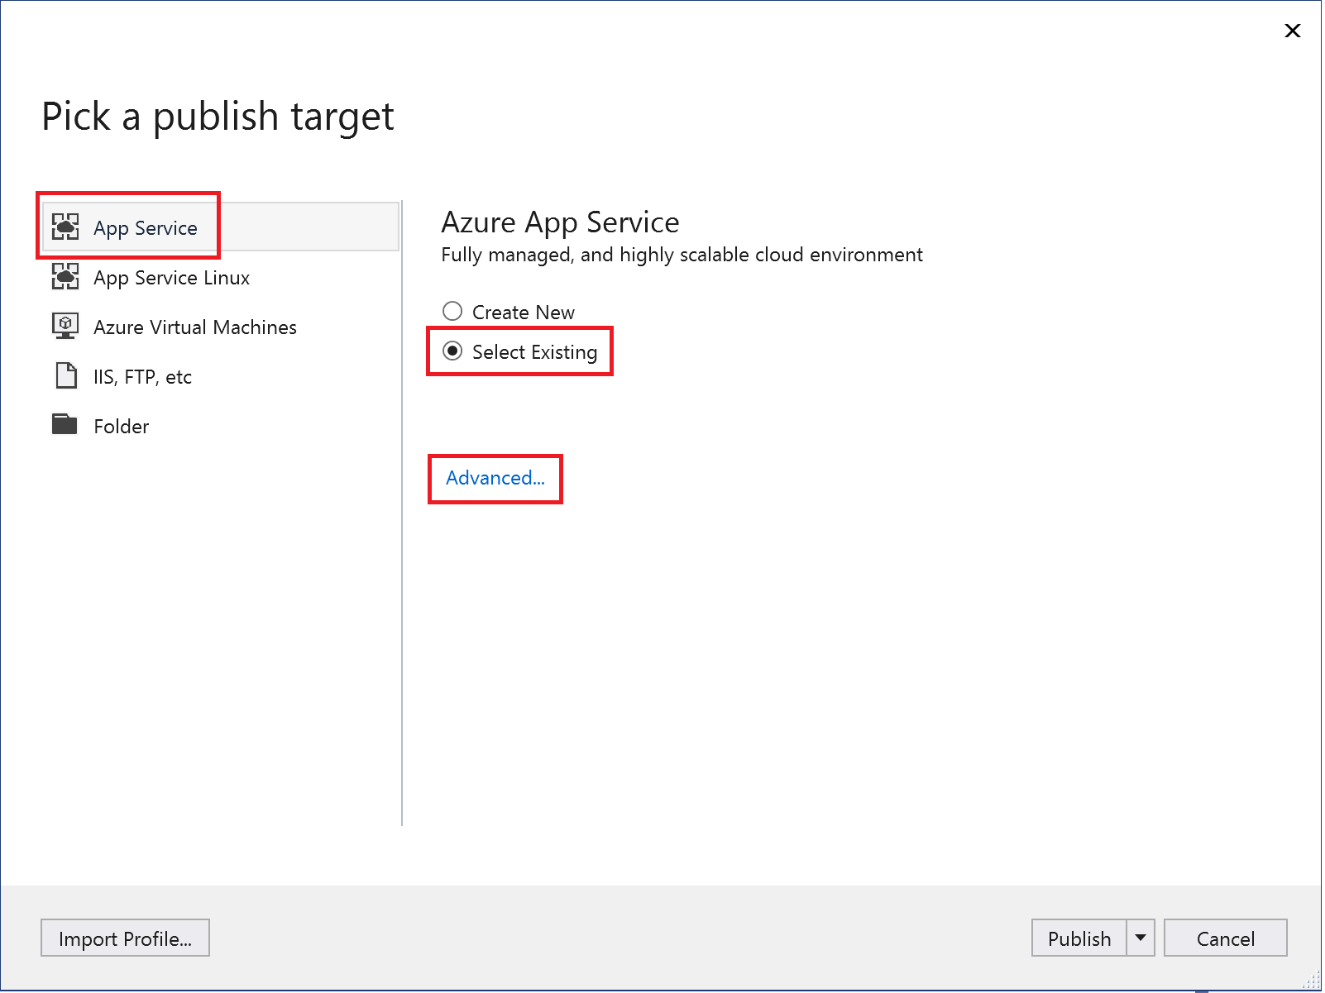 Pick a publish target
App Service
App Service Linux
Azure Virtual Machines
IIS, FTP, etc
Folder
Azure App Service
Fully managed, and highly scalable cloud environment
Create New
Select Existing
Advanced...
Import Profile...
Publish
Cancel